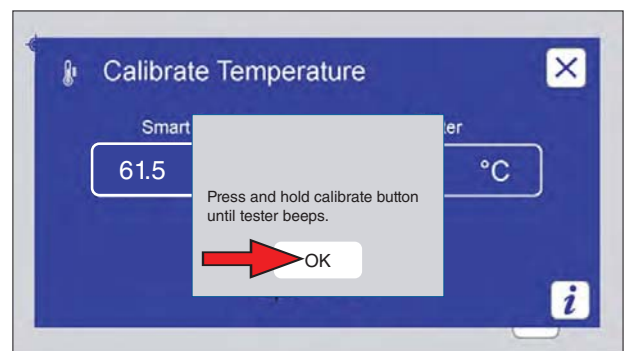 Calibrate Temperature
Smart ter
61.5 °C
Press and hold calibrate button
until tester beeps.
OK
i